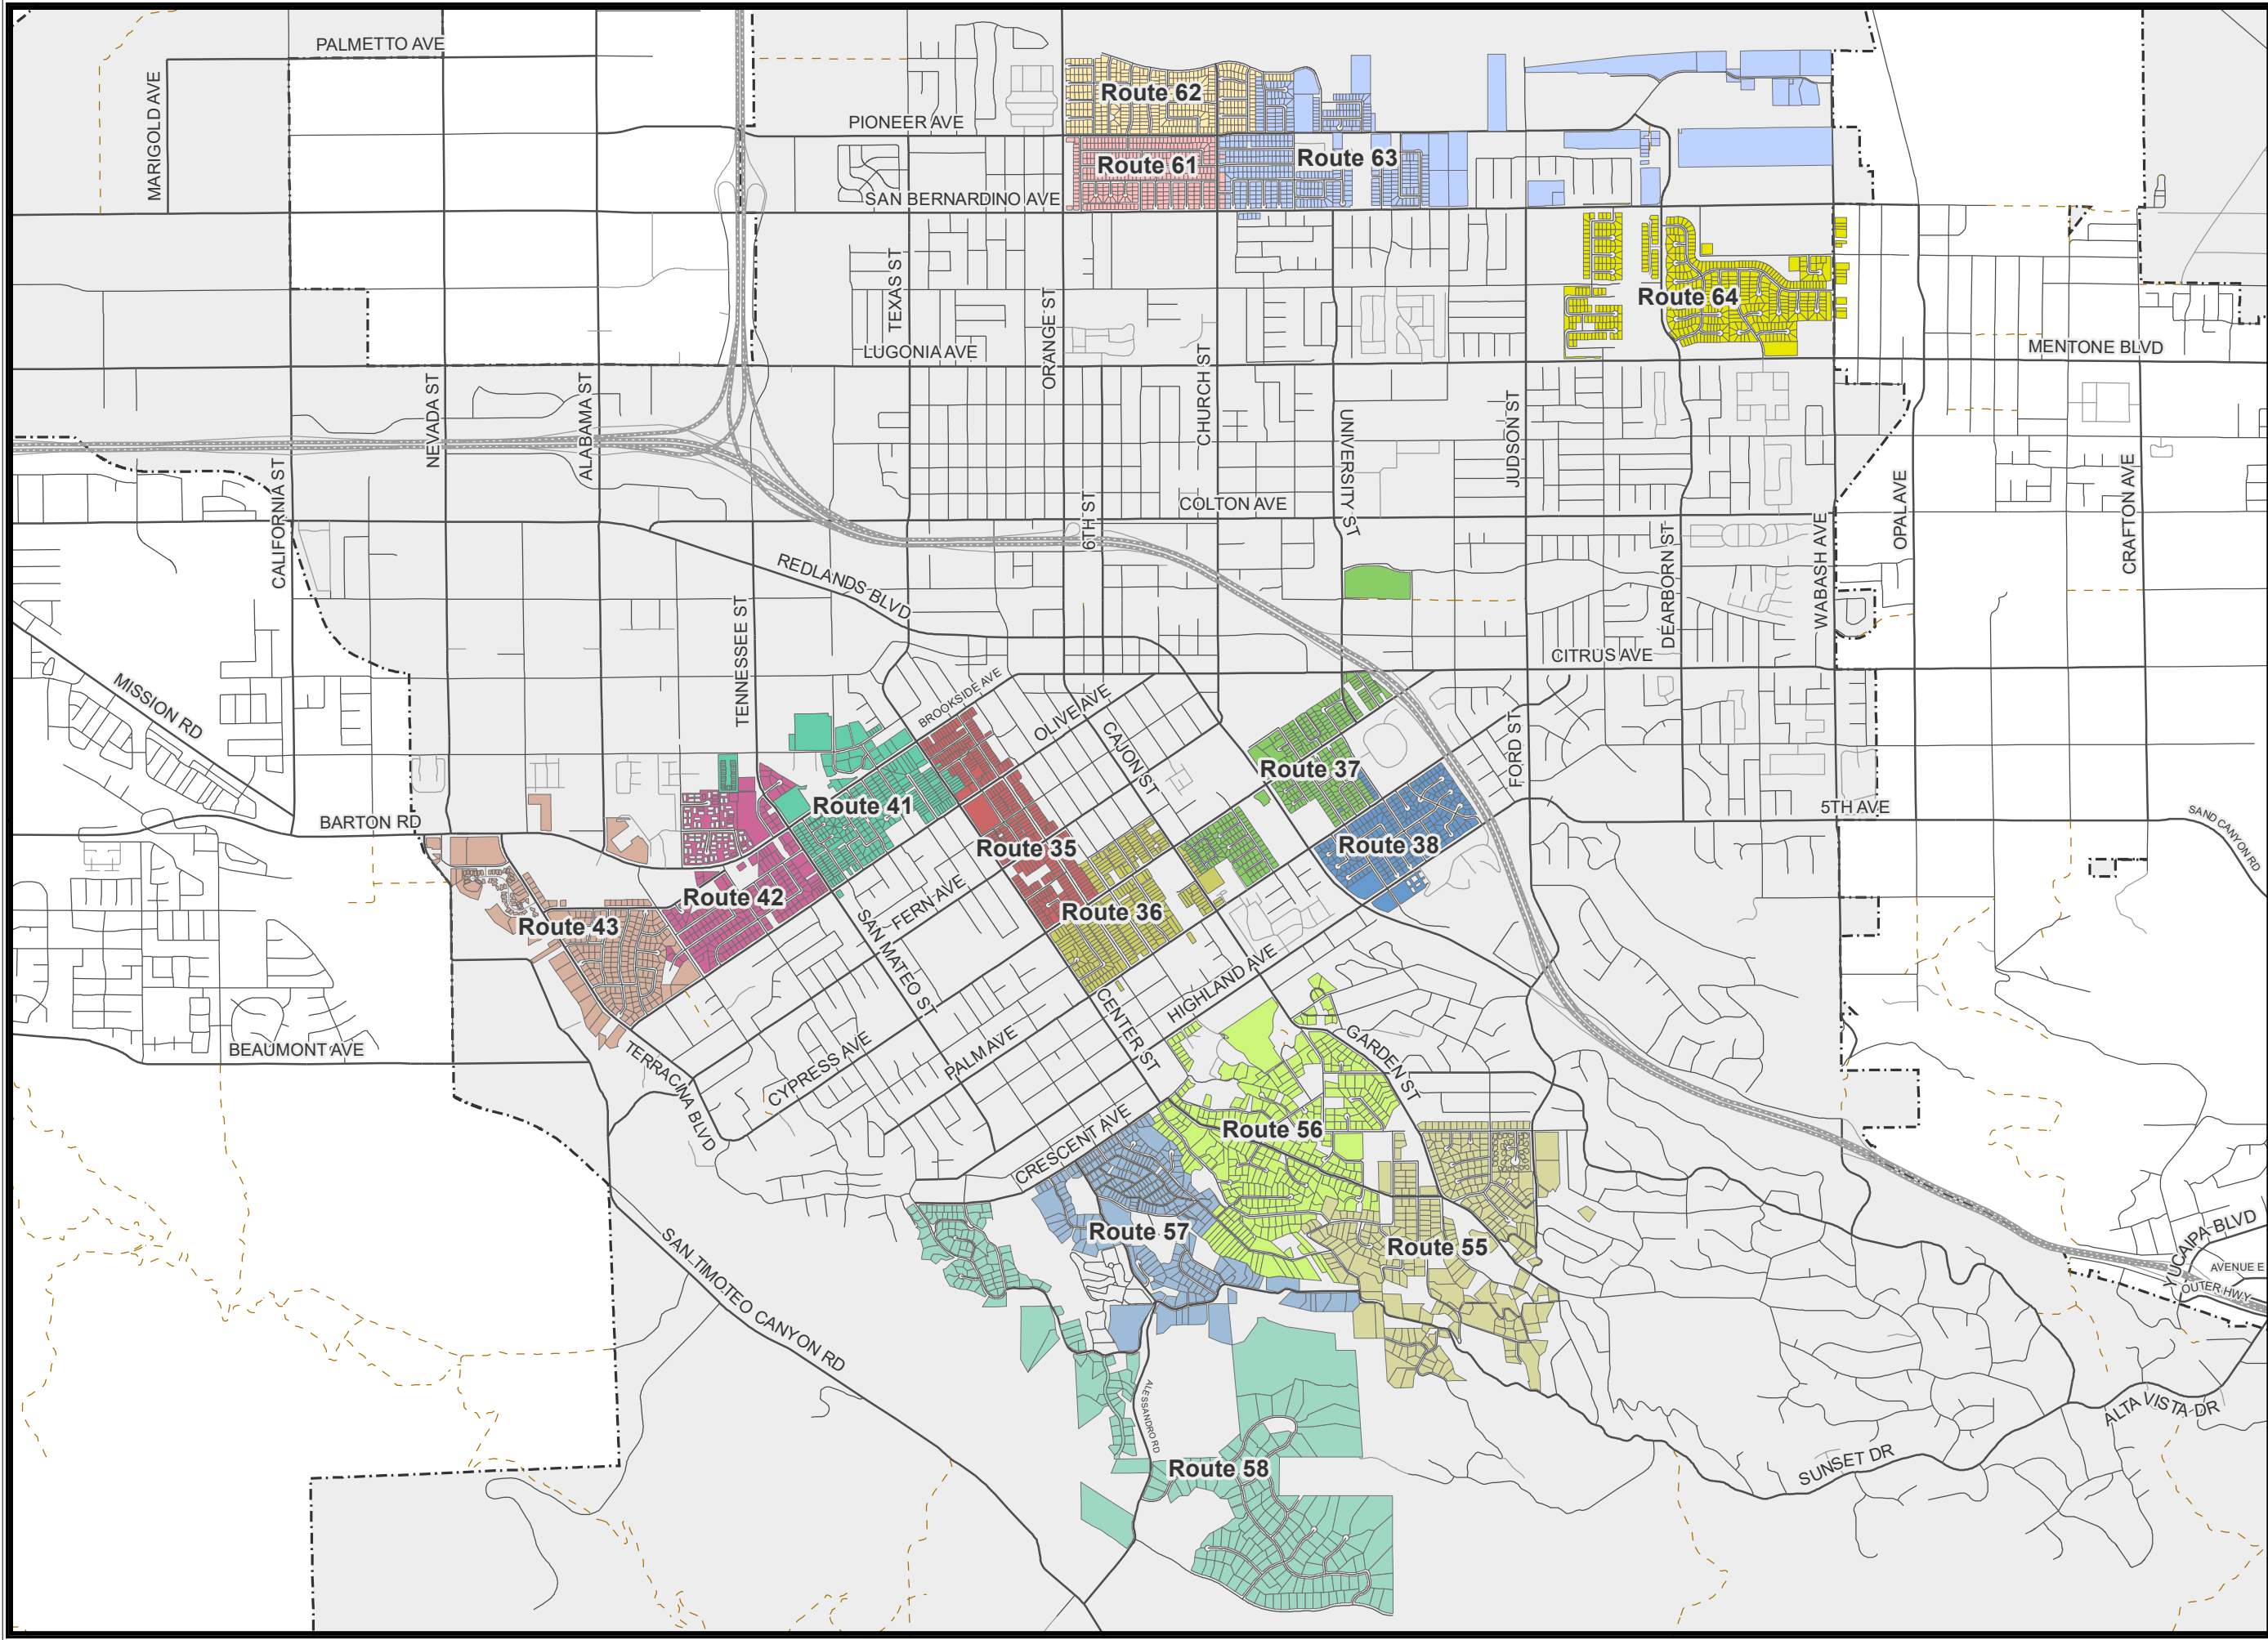 PALMETTO AVE
MARIGOLD AVE
PIONEER AVE
Route 62
Route 61
Route 63
SAN BERNARDINO AVE
TEXAS ST
ORANGE ST
Route 64
LUGONIA AVE
CHURCH ST
MENTONE BLVD
NEVADA ST
ALABAMA ST
CALIFORNIA ST
UNIVERSITY ST
JUDSON ST
OPAL AVE
CRAFTON AVE
COLTON AVE
6TH ST
DEARBORN ST
WABASH AVE
REDLANDS BLVD
TENNESSEE ST
CITRUS AVE
MISSION RD
BROOKSIDE AVE
OLIVE AVE
CAJON ST
FORD ST
Route 37
Route 41
5TH AVE
SAND CANYON RD
BARTON RD
Route 35
Route 38
Route 42
FERN AVE
Route 36
Route 43
SAN MATEO ST
HIGHLAND AVE
CENTER ST
BEAUMONT AVE
TERRACINA BLVD
CYPRESS AVE
PALM AVE
GARDEN ST
CRESCENT AVE
Route 56
Route 57
Route 55
SAN TIMOTEO CANYON RD
YUCAIPA BLVD
AVENUE E
OUTER HWY
ALESSANDRO RD
ALTA VISTA DR
Route 58
SUNSET DR